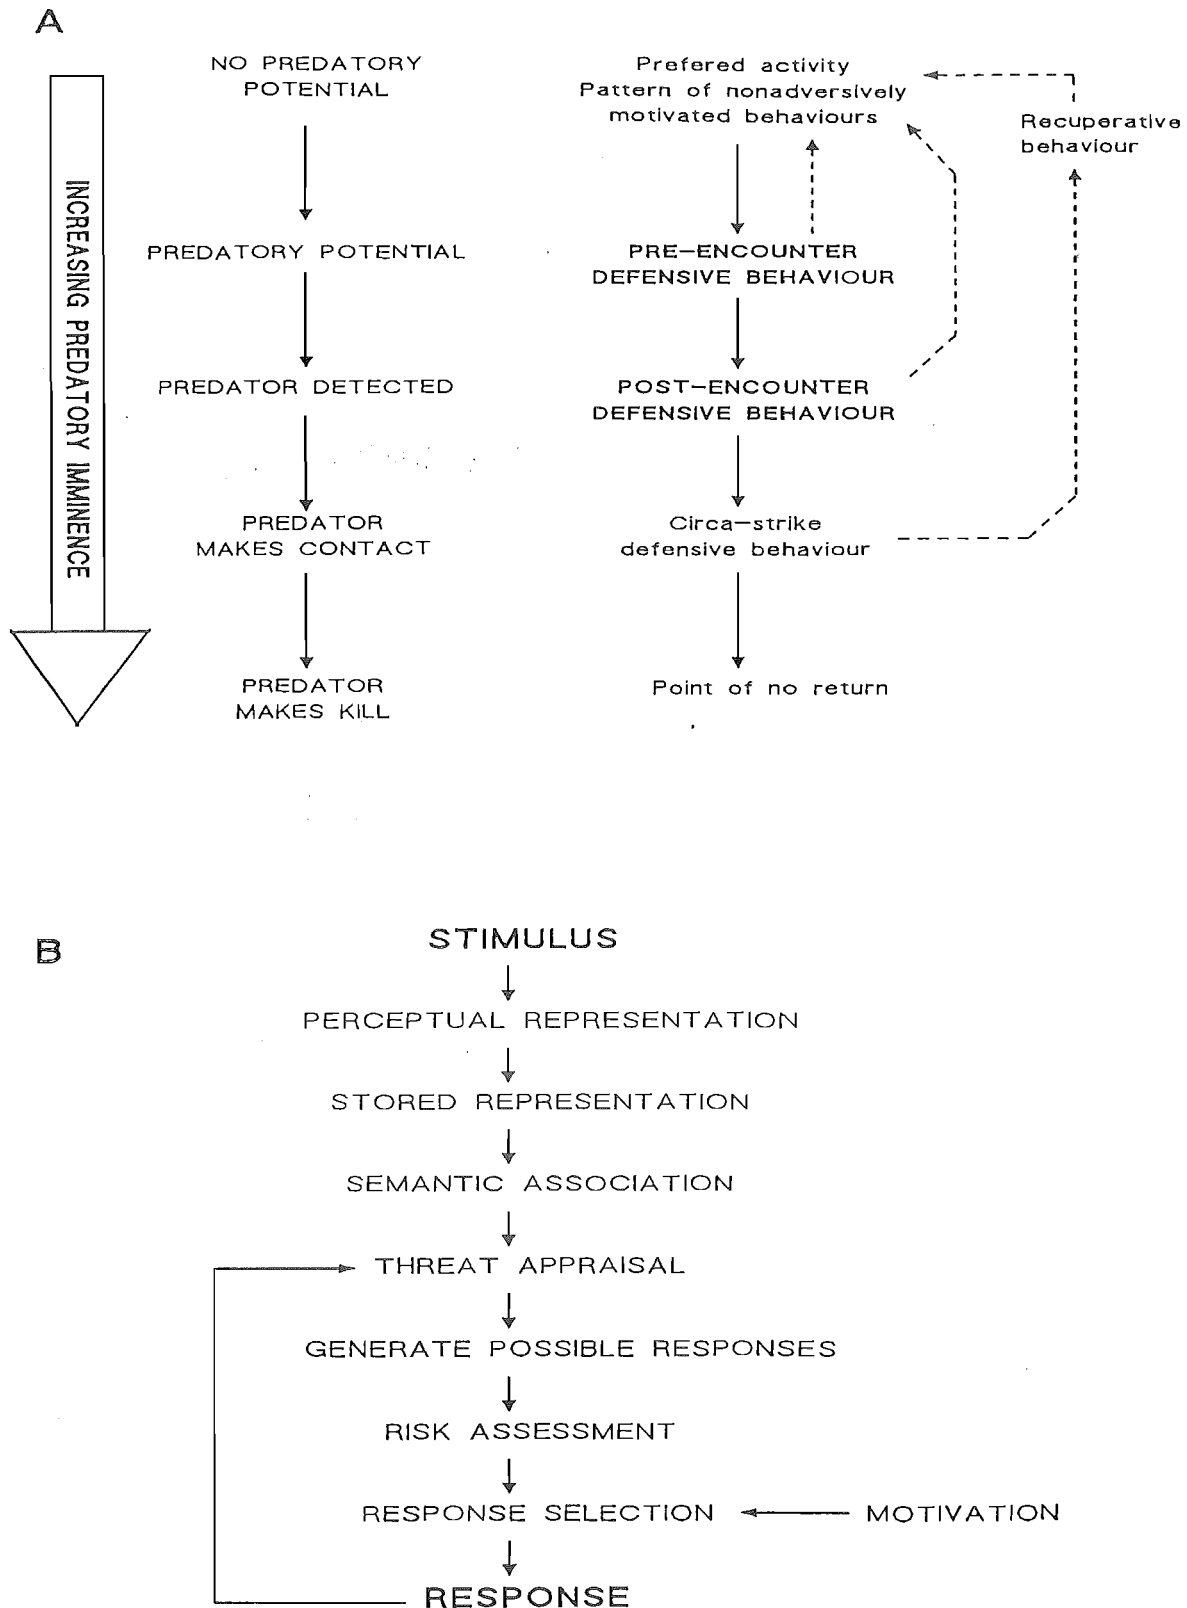 A
INCREASING PREDATORY IMMINENCE
NO PREDATORY
POTENTIAL
PREDATORY POTENTIAL
PREDATOR DETECTED
PREDATOR
MAKES CONTACT
PREDATOR
MAKES KILL
Prefered activity
Pattern of nonadversively
motivated behaviours
PRE-ENCOUNTER
DEFENSIVE BEHAVIOUR
POST-ENCOUNTER
DEFENSIVE BEHAVIOUR
Circa-strike
defensive behaviour
Point of no return
Recuperative
behaviour
B
STIMULUS
PERCEPTUAL REPRESENTATION
STORED REPRESENTATION
SEMANTIC ASSOCIATION
THREAT APPRAISAL
GENERATE POSSIBLE RESPONSES
RISK ASSESSMENT
RESPONSE SELECTION
MOTIVATION
RESPONSE